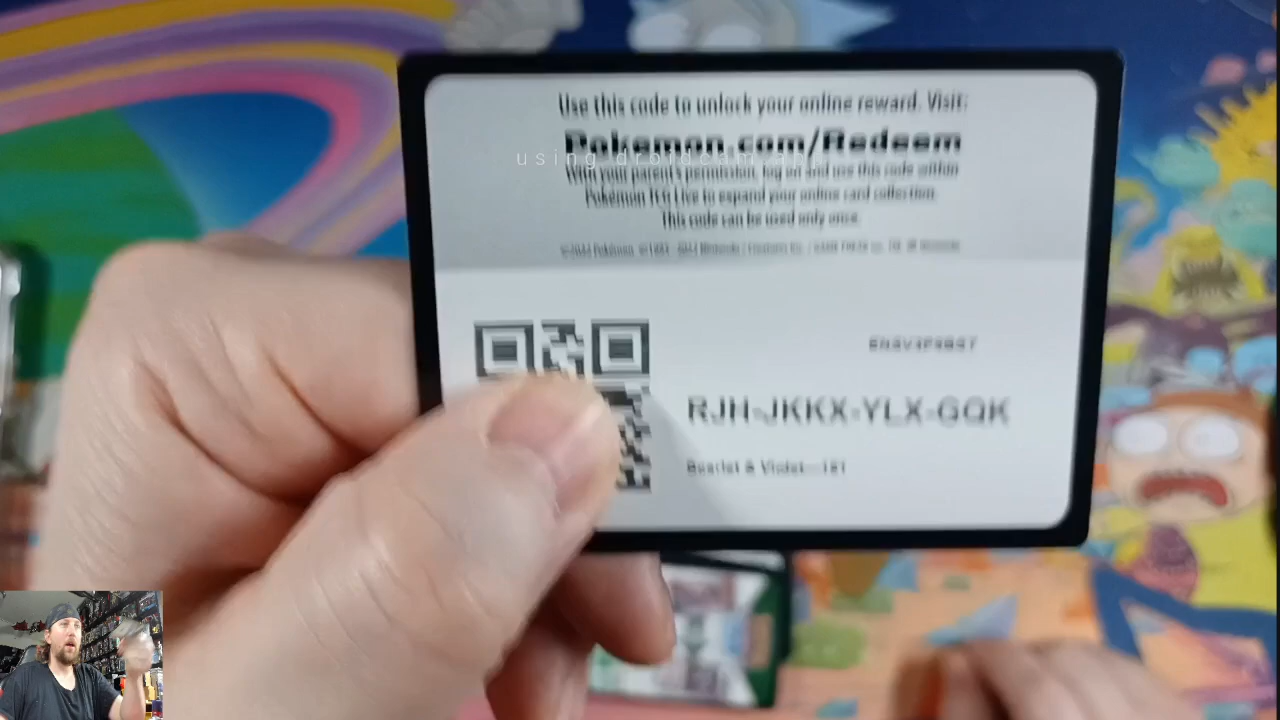 Use this code to unlock your online reward. Visit:
Pokemon.com/Redeem
using droidcam app
With your parent's permission, log on and use this code within
Pokémon TCG Live to expand your online card collection.
This code can be used only once.
RJH-JKKX-YLX-GQK
Scarlet & Violet—151